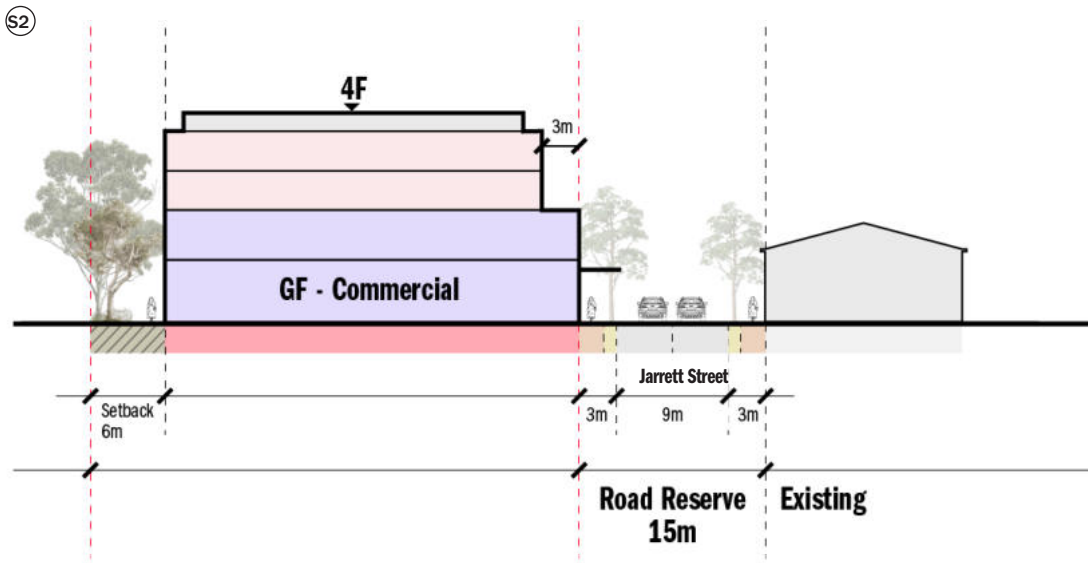 S2
4F
3m
GF - Commercial
Jarrett Street
Setback
6m
3m
9m
3m
Road Reserve
15m
Existing